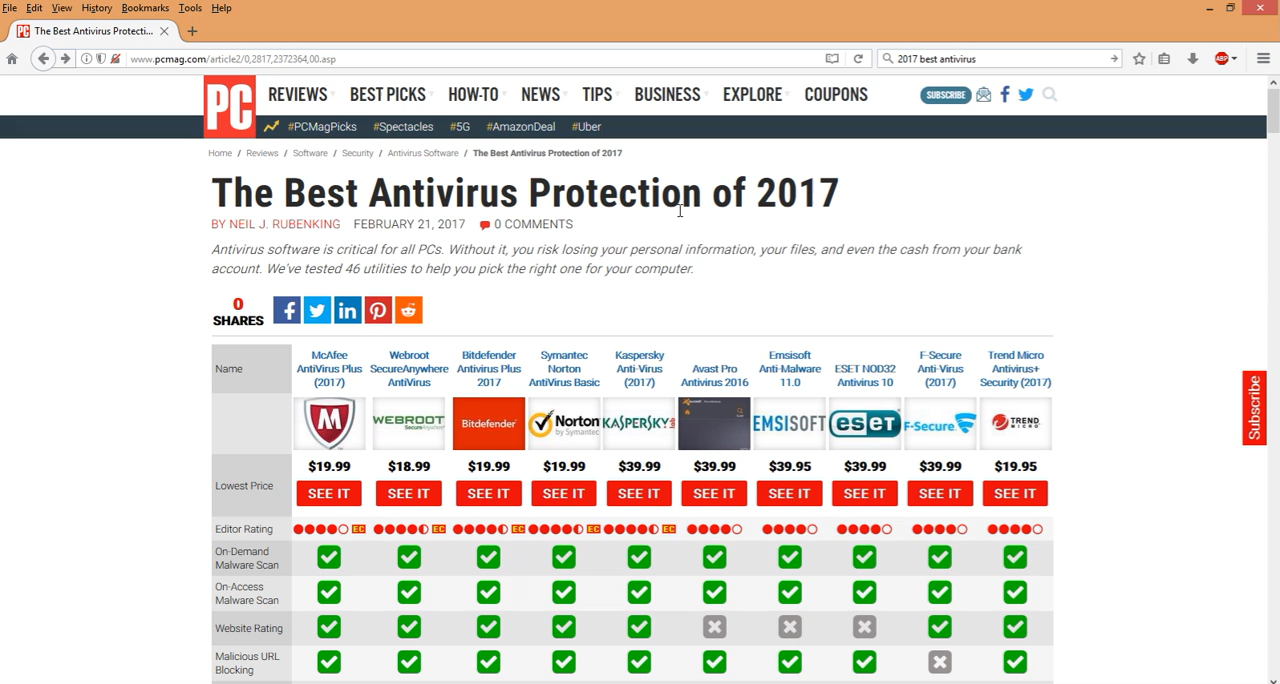 File Edit View History Bookmarks Tools Help
PC The Best Antivirus Protecti...
www.pcmag.com/article2/0,2817,2372364,00.asp 2017 best antivirus ABP
PC REVIEWS BEST PICKS HOW-TO NEWS TIPS BUSINESS EXPLORE COUPONS SUBSCRIBE
#PCMagPicks #Spectacles #5G #AmazonDeal #Uber
Home / Reviews / Software / Security / Antivirus Software / The Best Antivirus Protection of 2017
The Best Antivirus Protection of 2017
BY NEIL J. RUBENKING FEBRUARY 21, 2017 0 COMMENTS
Antivirus software is critical for all PCs. Without it, you risk losing your personal information, your files, and even the cash from your bank
account. We've tested 46 utilities to help you pick the right one for your computer.
0
SHARES
Name
McAfee
AntiVirus Plus
(2017)
Webroot
SecureAnywhere
AntiVirus
Bitdefender
Antivirus Plus
2017
Symantec
Norton
AntiVirus Basic
Kaspersky
Anti-Virus
(2017)
Avast Pro
Antivirus 2016
Emsisoft
Anti-Malware
11.0
ESET NOD32
Antivirus 10
F-Secure
Anti-Virus
(2017)
Trend Micro
Antivirus+
Security (2017)
WEBROOT
SecureAnywhere
Bitdefender
Norton
by Symantec
KASPERSKY lab
EMSISOFT
eseT
F-Secure.
TREND
MICRO
Lowest Price
$19.99 $18.99 $19.99 $19.99 $39.99 $39.99 $39.95 $39.99 $39.99 $19.95
SEE IT SEE IT SEE IT SEE IT SEE IT SEE IT SEE IT SEE IT SEE IT SEE IT
Editor Rating EC EC EC EC EC
On-Demand
Malware Scan
On-Access
Malware Scan
Website Rating
Malicious URL
Blocking
Subscribe